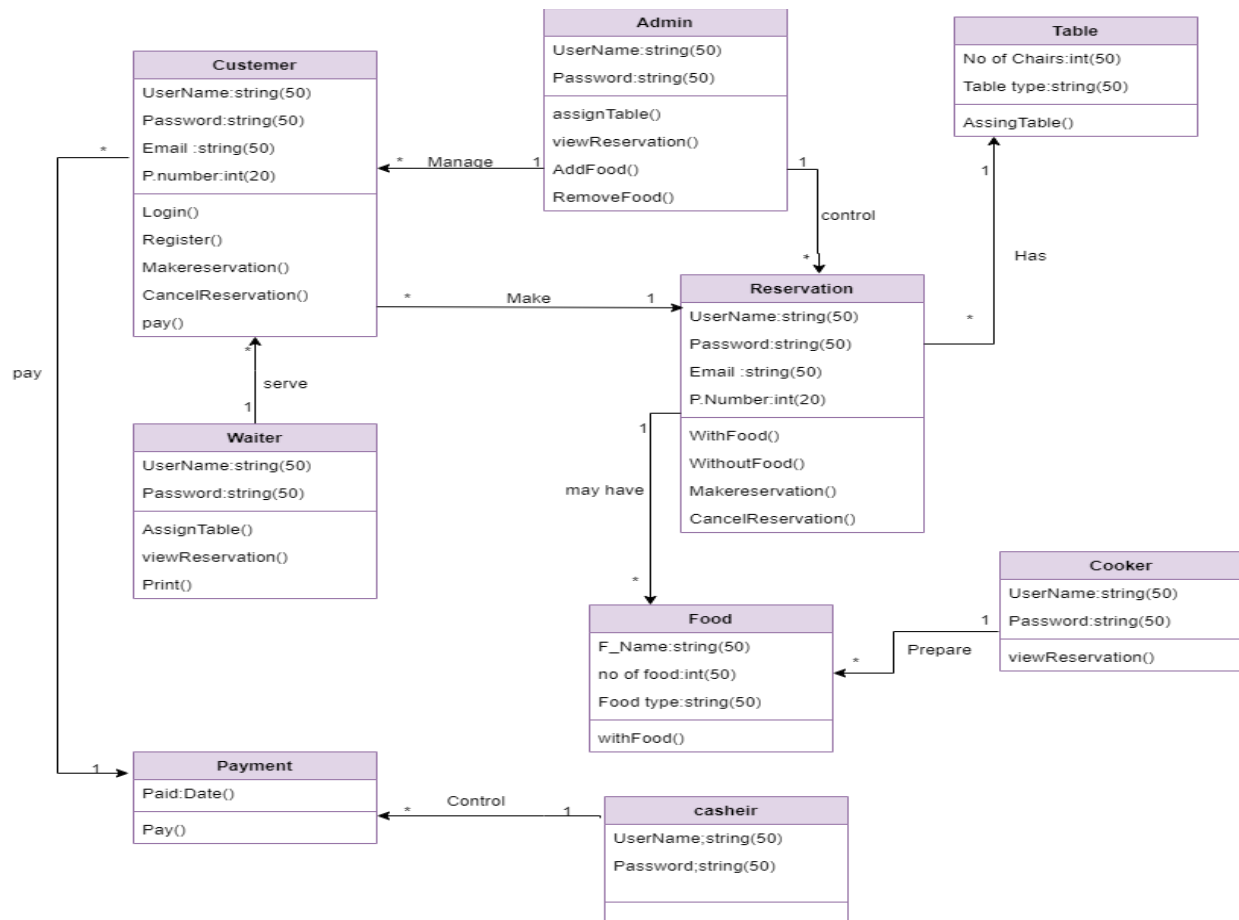 Admin
UserName:string(50)
Password:string(50)
assignTable()
viewReservation()
AddFood()
RemoveFood()
Table
No of Chairs:int(50)
Table type:string(50)
AssingTable()
Custemer
UserName:string(50)
Password:string(50)
Email :string(50)
P.number:int(20)
Login()
Register()
Makereservation()
CancelReservation()
pay()
* Manage 1
1
control
*
1
Has
*
* Make 1
*
pay
1
*
serve
1
Reservation
UserName:string(50)
Password:string(50)
Email :string(50)
P.Number:int(20)
WithFood()
WithoutFood()
Makereservation()
CancelReservation()
Waiter
UserName:string(50)
Password:string(50)
AssignTable()
viewReservation()
Print()
1
may have
*
Cooker
UserName:string(50)
Password:string(50)
viewReservation()
1
Prepare
*
Food
F_Name:string(50)
no of food:int(50)
Food type:string(50)
withFood()
Payment
Paid:Date()
Pay()
* Control 1
casheir
UserName;string(50)
Password;string(50)